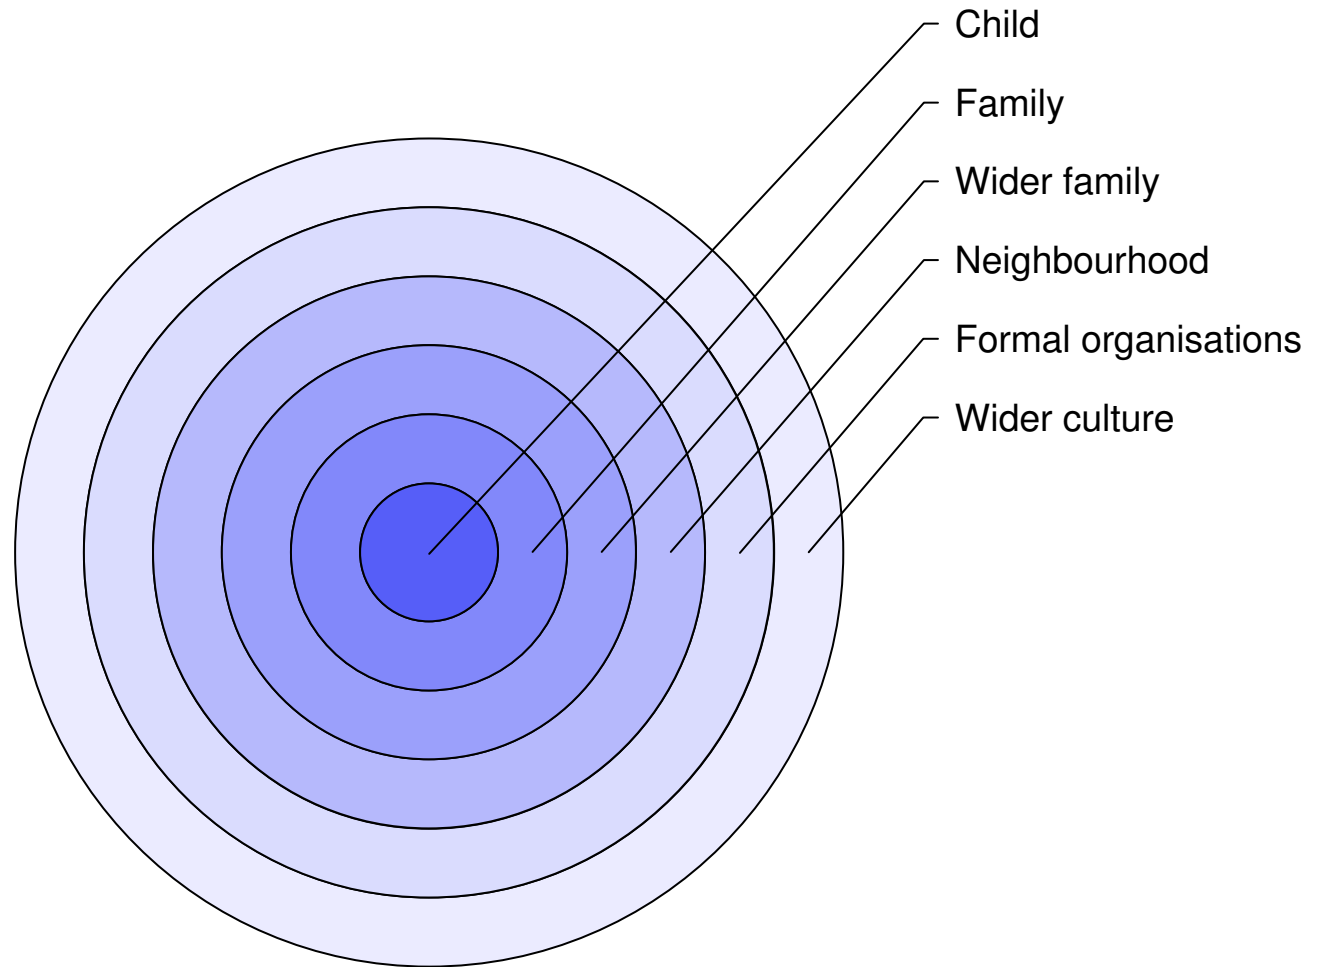 Child
Family
Wider family
Neighbourhood
Formal organisations
Wider culture